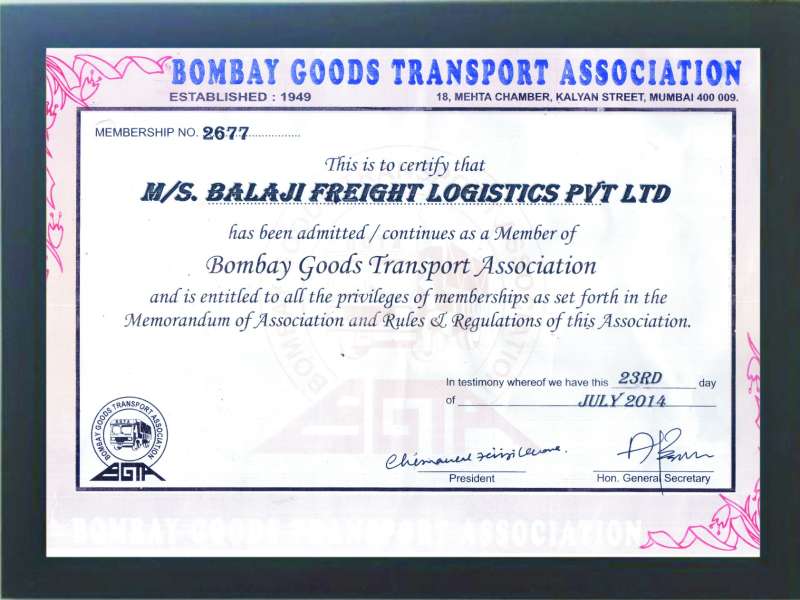 BOMBAY GOODS TRANSPORT ASSOCIATION
ESTABLISHED : 1949
18, MEHTA CHAMBER, KALYAN STREET, MUMBAI 400 009.
MEMBERSHIP NO. 2677
This is to certify that
M/S. BALAJI FREIGHT LOGISTICS PVT LTD
has been admitted / continues as a Member of
Bombay Goods Transport Association
and is entitled to all the privileges of memberships as set forth in the
Memorandum of Association and Rules & Regulations of this Association.
In testimony whereof we have this 23RD day
of JULY 2014
BOMBAY GOODS TRANSPORT ASSOCIATION
BGTA
President
Hon. General Secretary
BOMBAY GOODS TRANSPORT ASSOCIATION